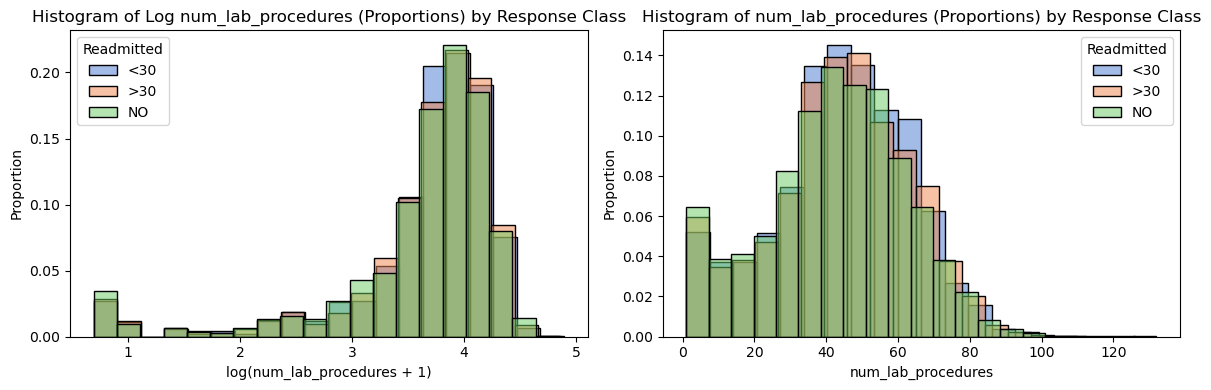 Histogram of Log num_lab_procedures (Proportions) by Response Class
Readmitted
<30
>30
NO
Proportion
0.20
0.15
0.10
0.05
0.00
1
2
3
4
5
log(num_lab_procedures + 1)
Histogram of num_lab_procedures (Proportions) by Response Class
Readmitted
<30
>30
NO
Proportion
0.14
0.12
0.10
0.08
0.06
0.04
0.02
0.00
0
20
40
60
80
100
120
num_lab_procedures